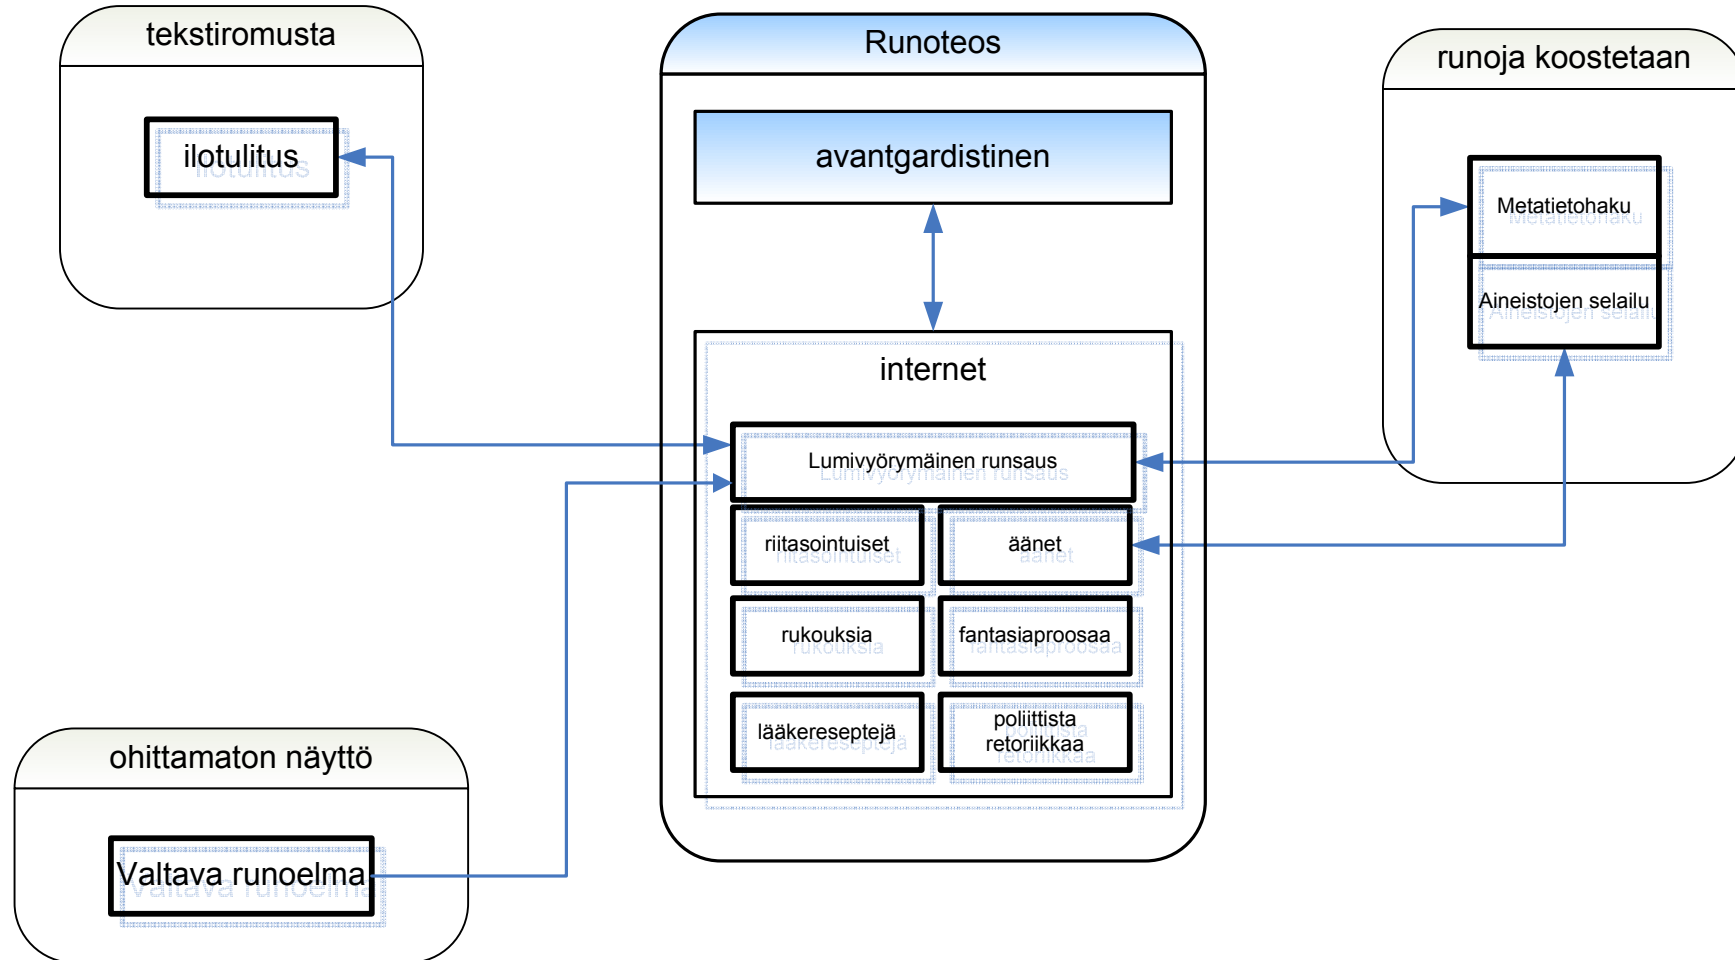 tekstiromusta
ilotulitus
Runoteos
avantgardistinen
internet
Lumivyörymäinen runsaus
riitasointuiset
äänet
rukouksia
fantasiaproosaa
lääkereseptejä
poliittista
retoriikkaa
runoja koostetaan
Metatietohaku
Aineistojen selailu
ohittamaton näyttö
Valtava runoelma